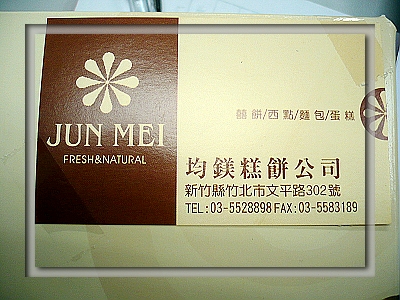 JUN MEI
FRESH&NATURAL
囍餅/西點/麵包/蛋糕
均鎂糕餅公司
新竹縣竹北市文平路302號
TEL:03-5528898 FAX:03-5583189